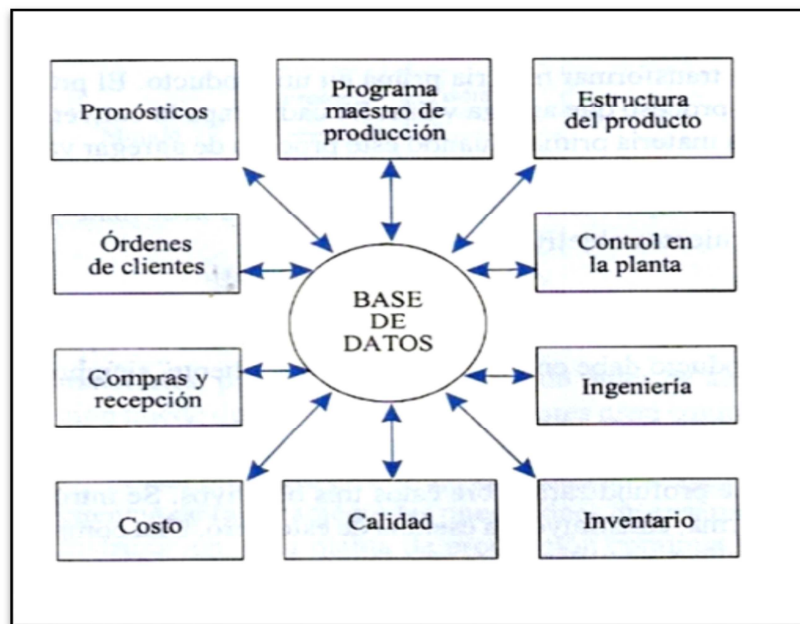 Pronósticos
Programa
maestro de
producción
Estructura
del producto
Órdenes
de clientes
BASE
DE
DATOS
Control en
la planta
Compras y
recepción
Ingeniería
Costo
Calidad
Inventario